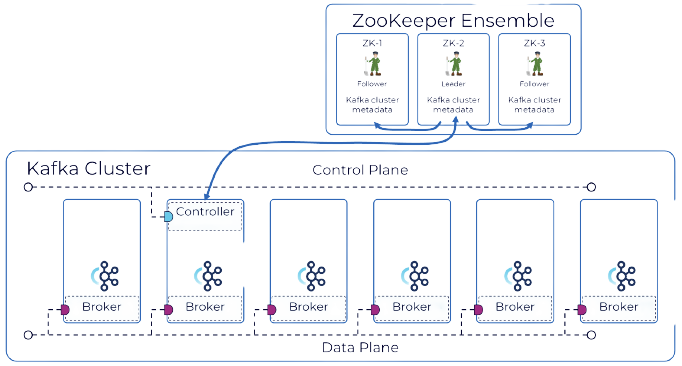 ZooKeeper Ensemble
ZK-1
ZK-2
ZK-3
Follower
Leeder
Follower
Kafka cluster
metadata
Kafka cluster
metadata
Kafka cluster
metadata
Kafka Cluster
Control Plane
Controller
Broker
Broker
Broker
Broker
Broker
Broker
Data Plane